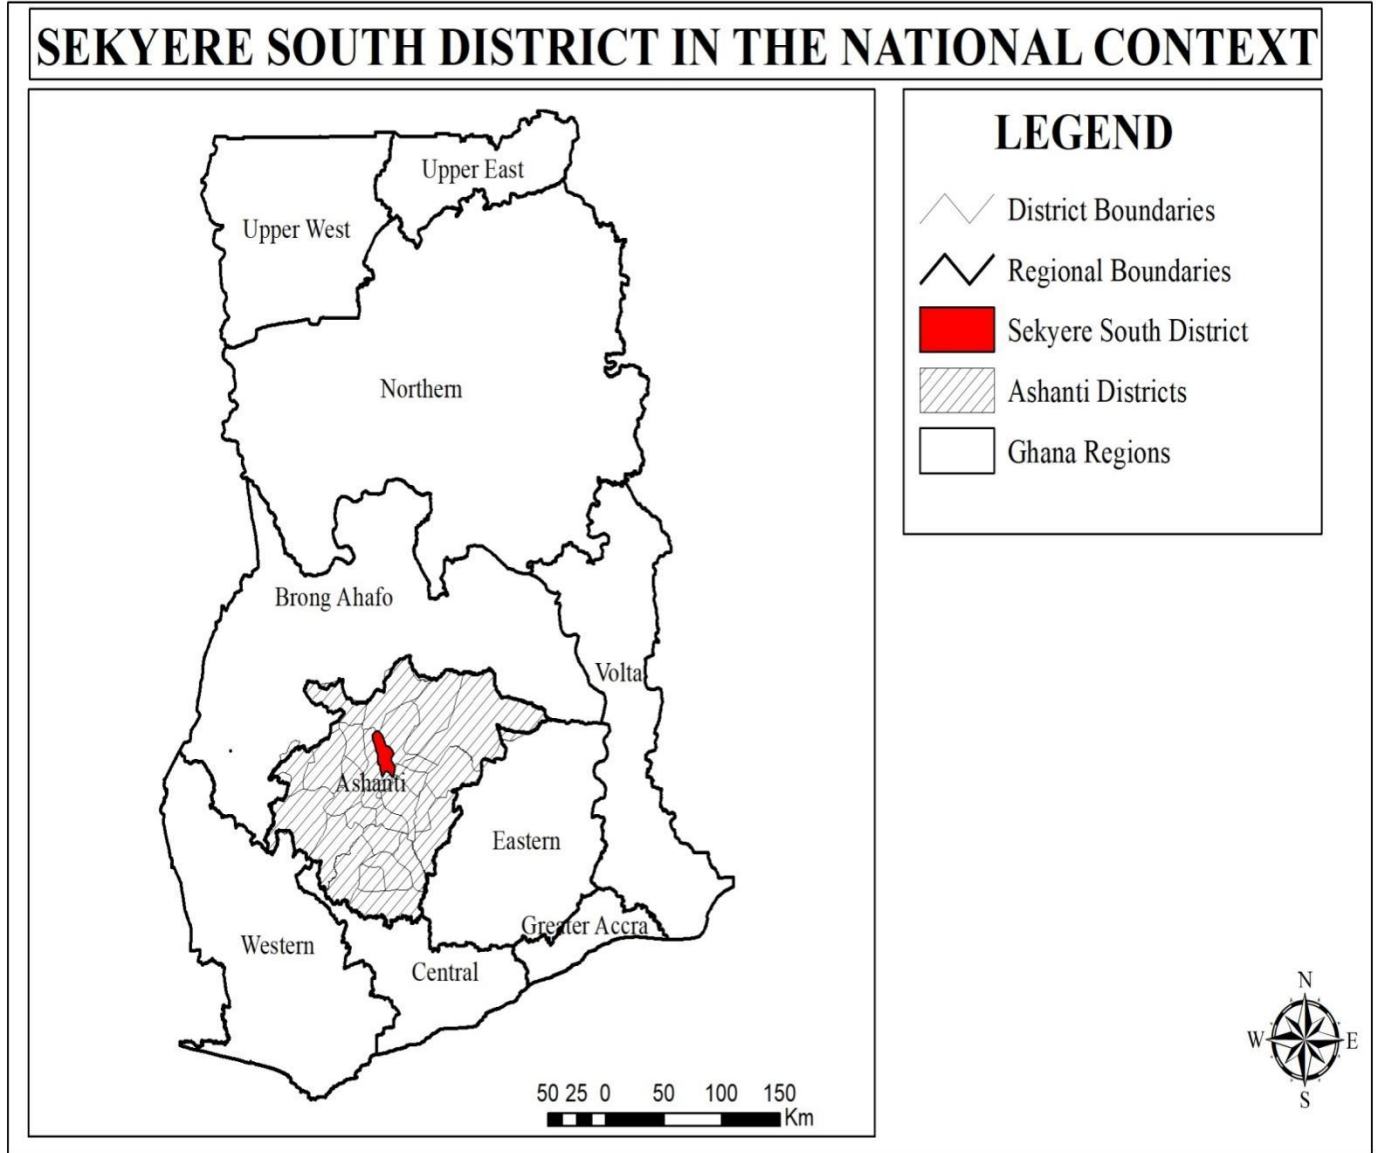 SEKYERE SOUTH DISTRICT IN THE NATIONAL CONTEXT
LEGEND
District Boundaries
Regional Boundaries
Sekyere South District
Ashanti Districts
Ghana Regions
Upper East
Upper West
Northern
Brong Ahafo
Volta
Ashanti
Eastern
Greater Accra
Western
Central
50 25 0 50 100 150
Km
N
W E
S